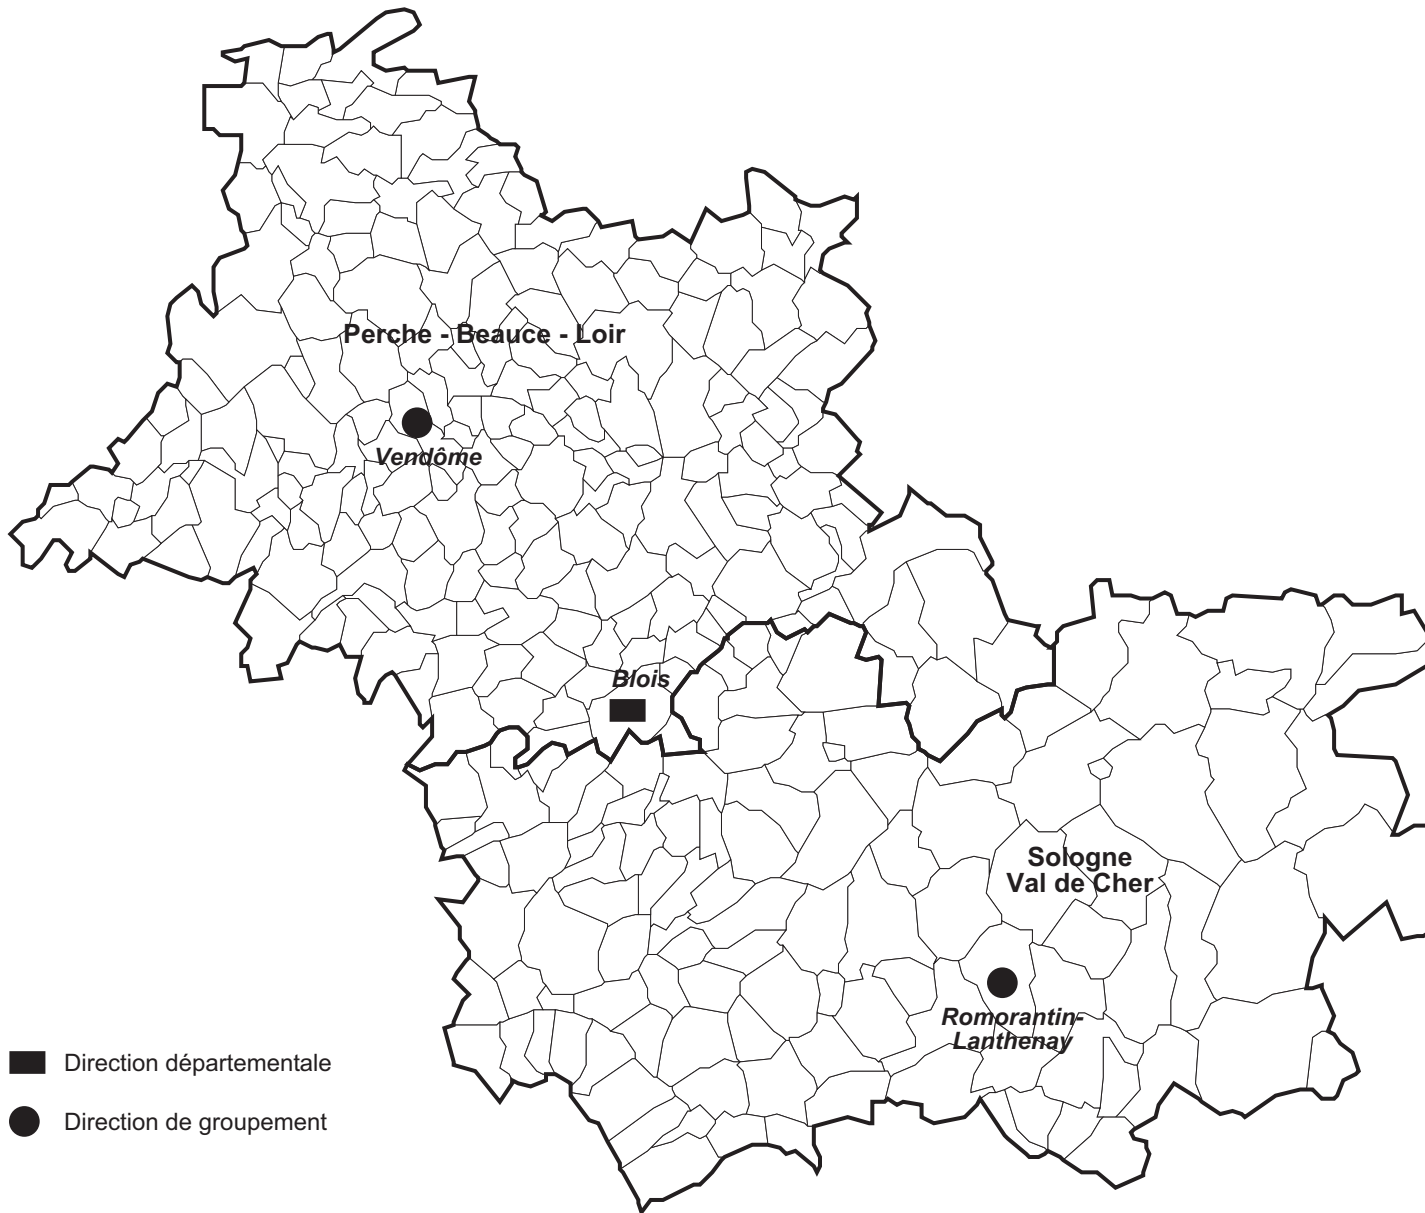 Perche - Beauce - Loir
Vendôme
Blois
Sologne
Val de Cher
Romorantin-
Lanthenay
Direction départementale
Direction de groupement